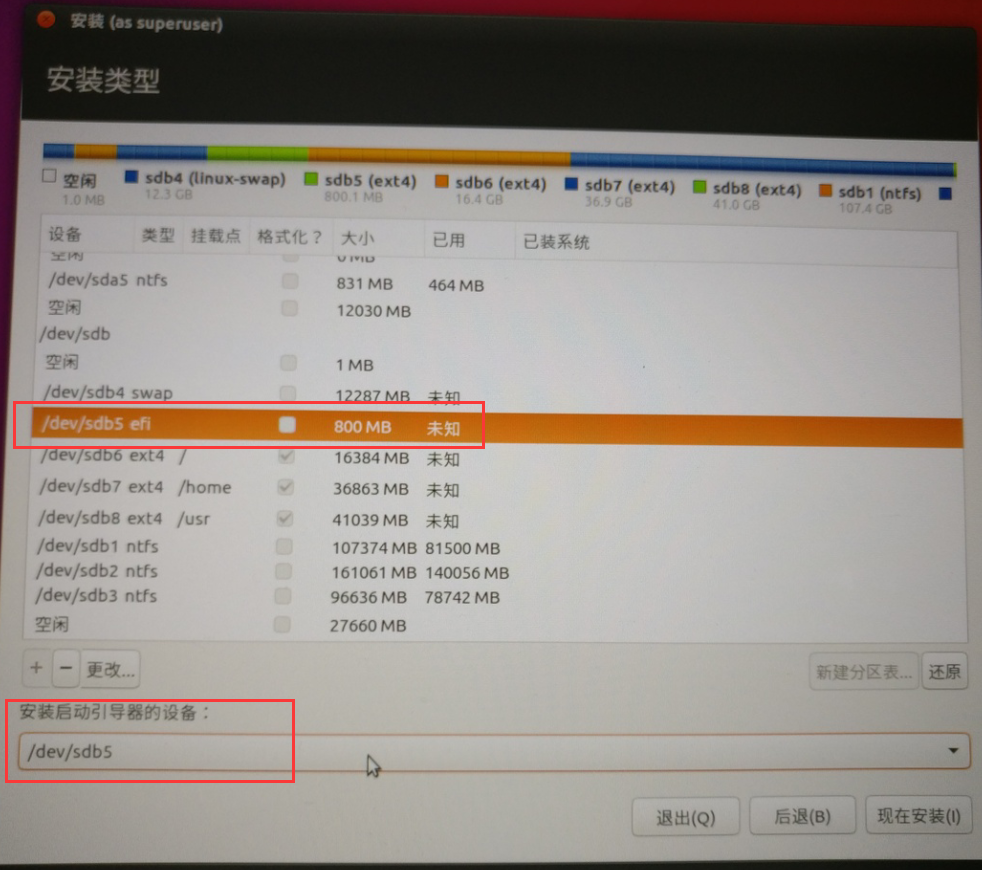 安装 (as superuser)
安装类型
空闲 sdb4 (linux-swap) sdb5 (ext4) sdb6 (ext4) sdb7 (ext4) sdb8 (ext4) sdb1 (ntfs)
1.0 MB 12.3 GB 800.1 MB 16.4 GB 36.9 GB 41.0 GB 107.4 GB
设备 类型 挂载点 格式化？ 大小 已用 已装系统
空闲 0 MB
/dev/sda5 ntfs 831 MB 464 MB
空闲 12030 MB
/dev/sdb
空闲 1 MB
/dev/sdb4 swap 12287 MB 未知
/dev/sdb5 efi 800 MB 未知
/dev/sdb6 ext4 / 16384 MB 未知
/dev/sdb7 ext4 /home 36863 MB 未知
/dev/sdb8 ext4 /usr 41039 MB 未知
/dev/sdb1 ntfs 107374 MB 81500 MB
/dev/sdb2 ntfs 161061 MB 140056 MB
/dev/sdb3 ntfs 96636 MB 78742 MB
空闲 27660 MB
+ − 更改... 新建分区表... 还原
安装启动引导器的设备：
/dev/sdb5
退出(Q) 后退(B) 现在安装(I)